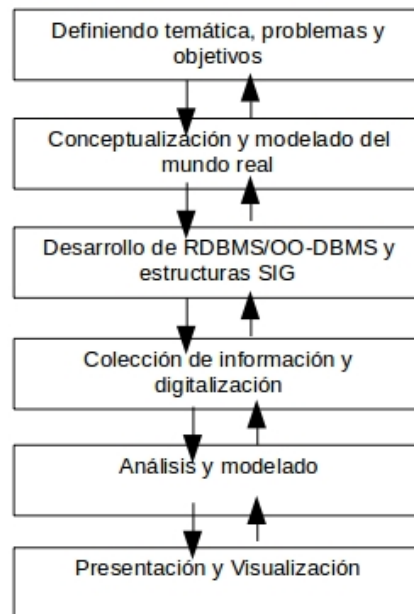 Definiendo temática, problemas y
objetivos
Conceptualización y modelado del
mundo real
Desarrollo de RDBMS/OO-DBMS y
estructuras SIG
Colección de información y
digitalización
Análisis y modelado
Presentación y Visualización